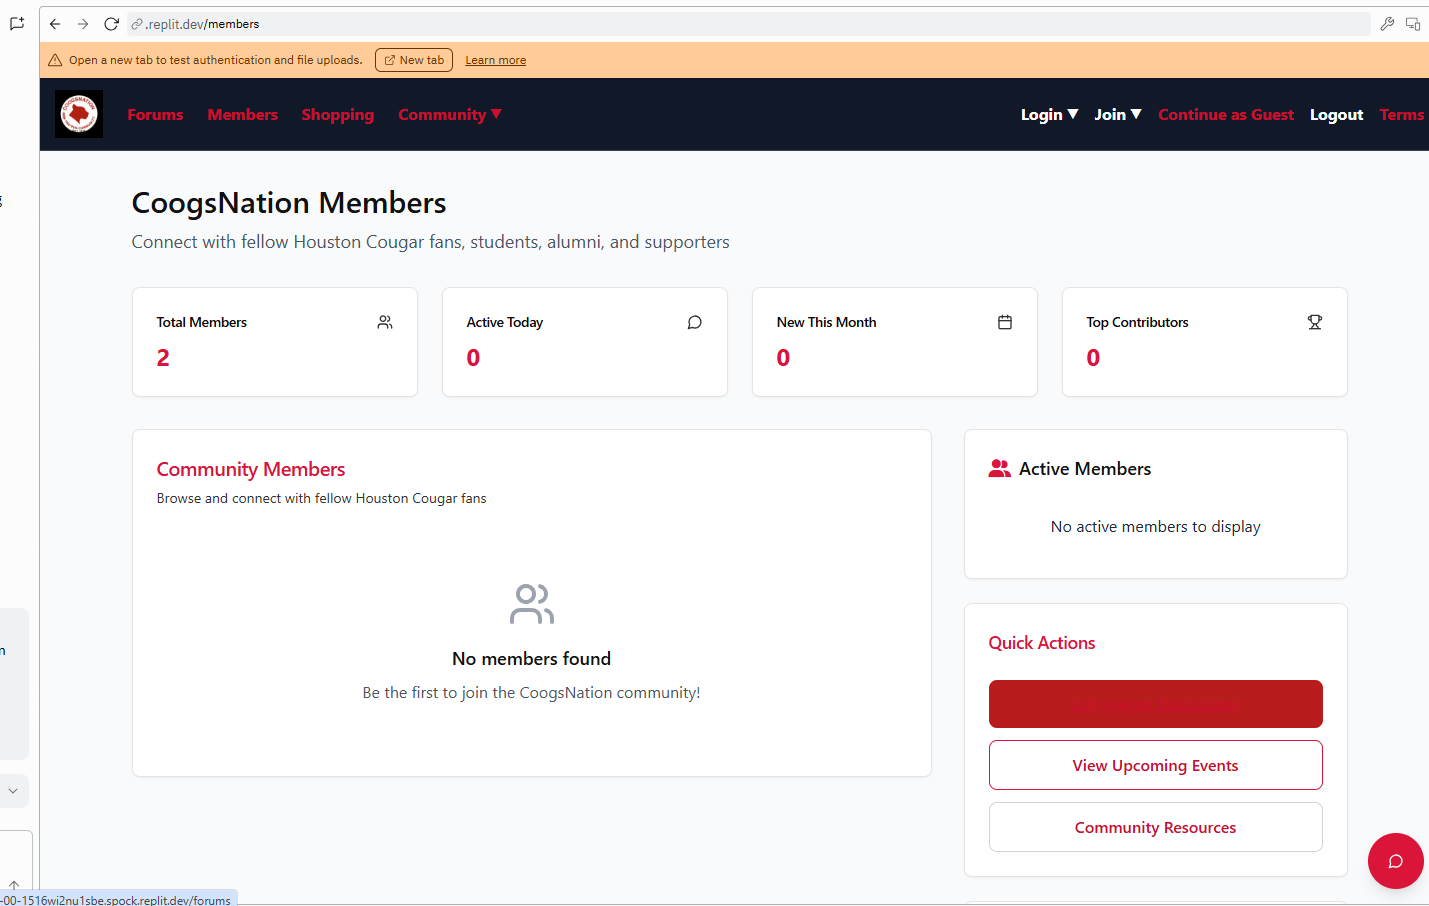 .replit.dev/members
Open a new tab to test authentication and file uploads. New tab Learn more
COOGSNATION
Forums Members Shopping Community ▼ Login ▼ Join ▼ Continue as Guest Logout Terms
CoogsNation Members
Connect with fellow Houston Cougar fans, students, alumni, and supporters
Total Members Active Today New This Month Top Contributors
2 0 0 0
Community Members
Browse and connect with fellow Houston Cougar fans
No members found
Be the first to join the CoogsNation community!
Active Members
No active members to display
Quick Actions
View Upcoming Events
Community Resources
-00-1516wi2nu1sbe.spock.replit.dev/forums